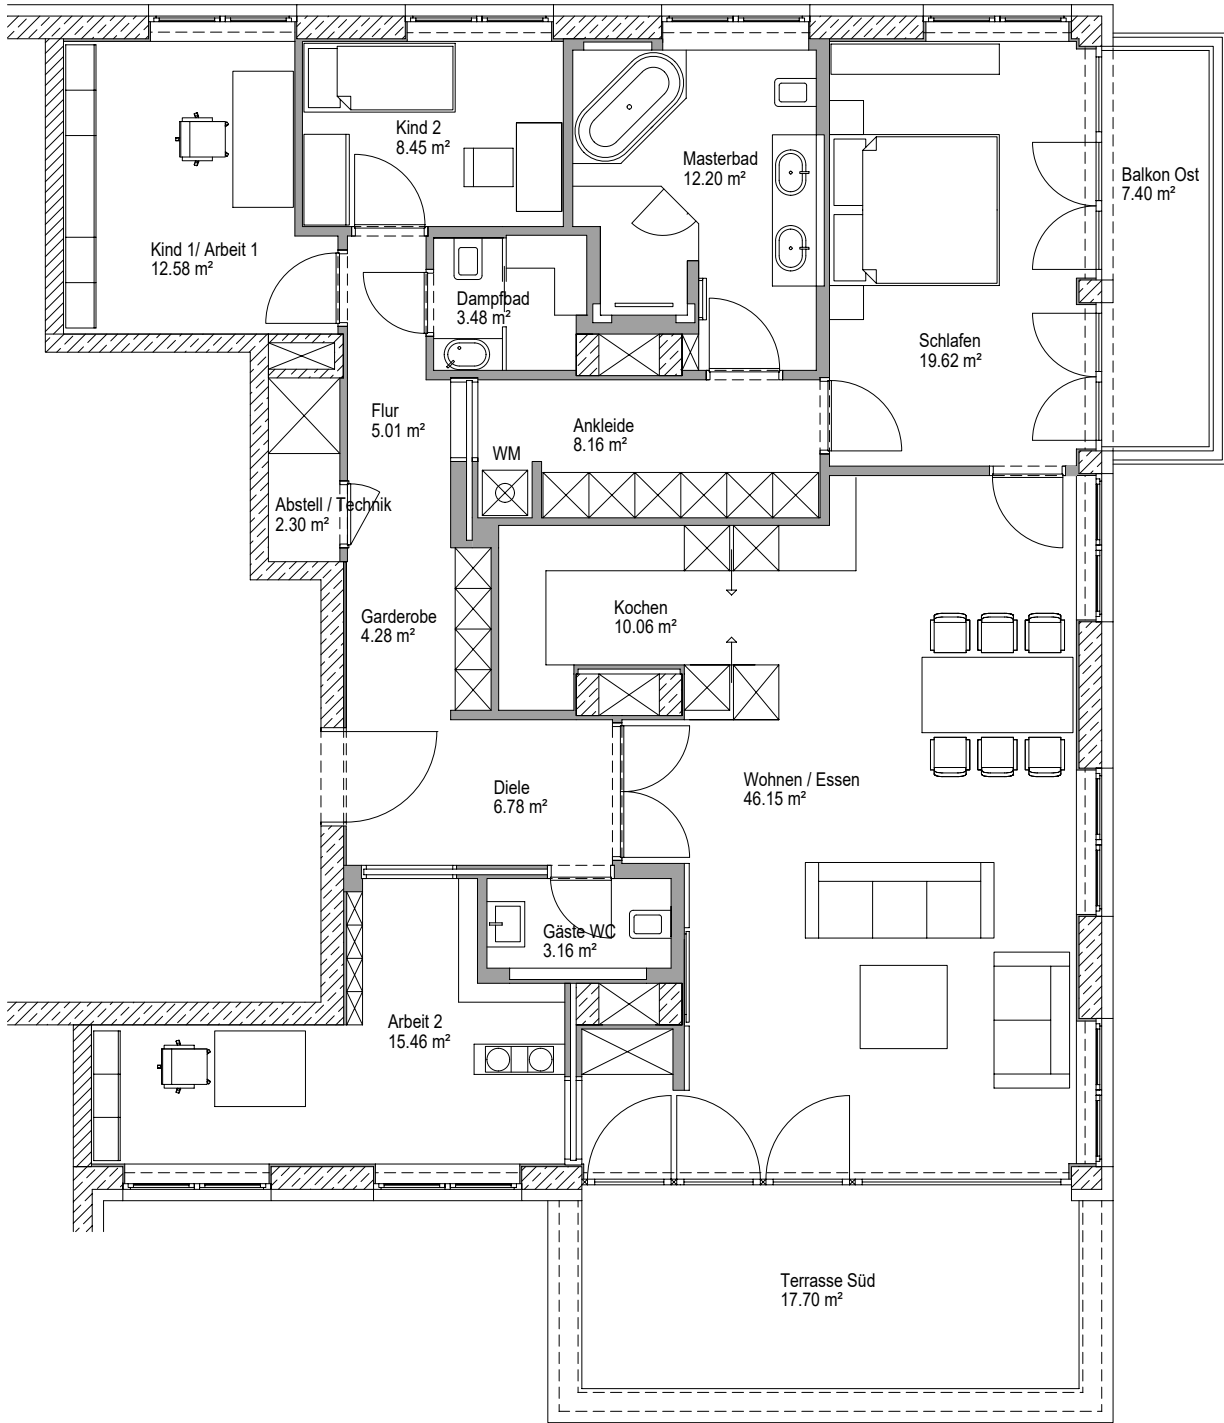 Kind 2
8.45 m²
Masterbad
12.20 m²
Balkon Ost
7.40 m²
Kind 1/ Arbeit 1
12.58 m²
Dampfbad
3.48 m²
Schlafen
19.62 m²
Flur
5.01 m²
Ankleide
8.16 m²
WM
Abstell / Technik
2.30 m²
Kochen
10.06 m²
Garderobe
4.28 m²
Diele
6.78 m²
Wohnen / Essen
46.15 m²
Gäste WC
3.16 m²
Arbeit 2
15.46 m²
Terrasse Süd
17.70 m²